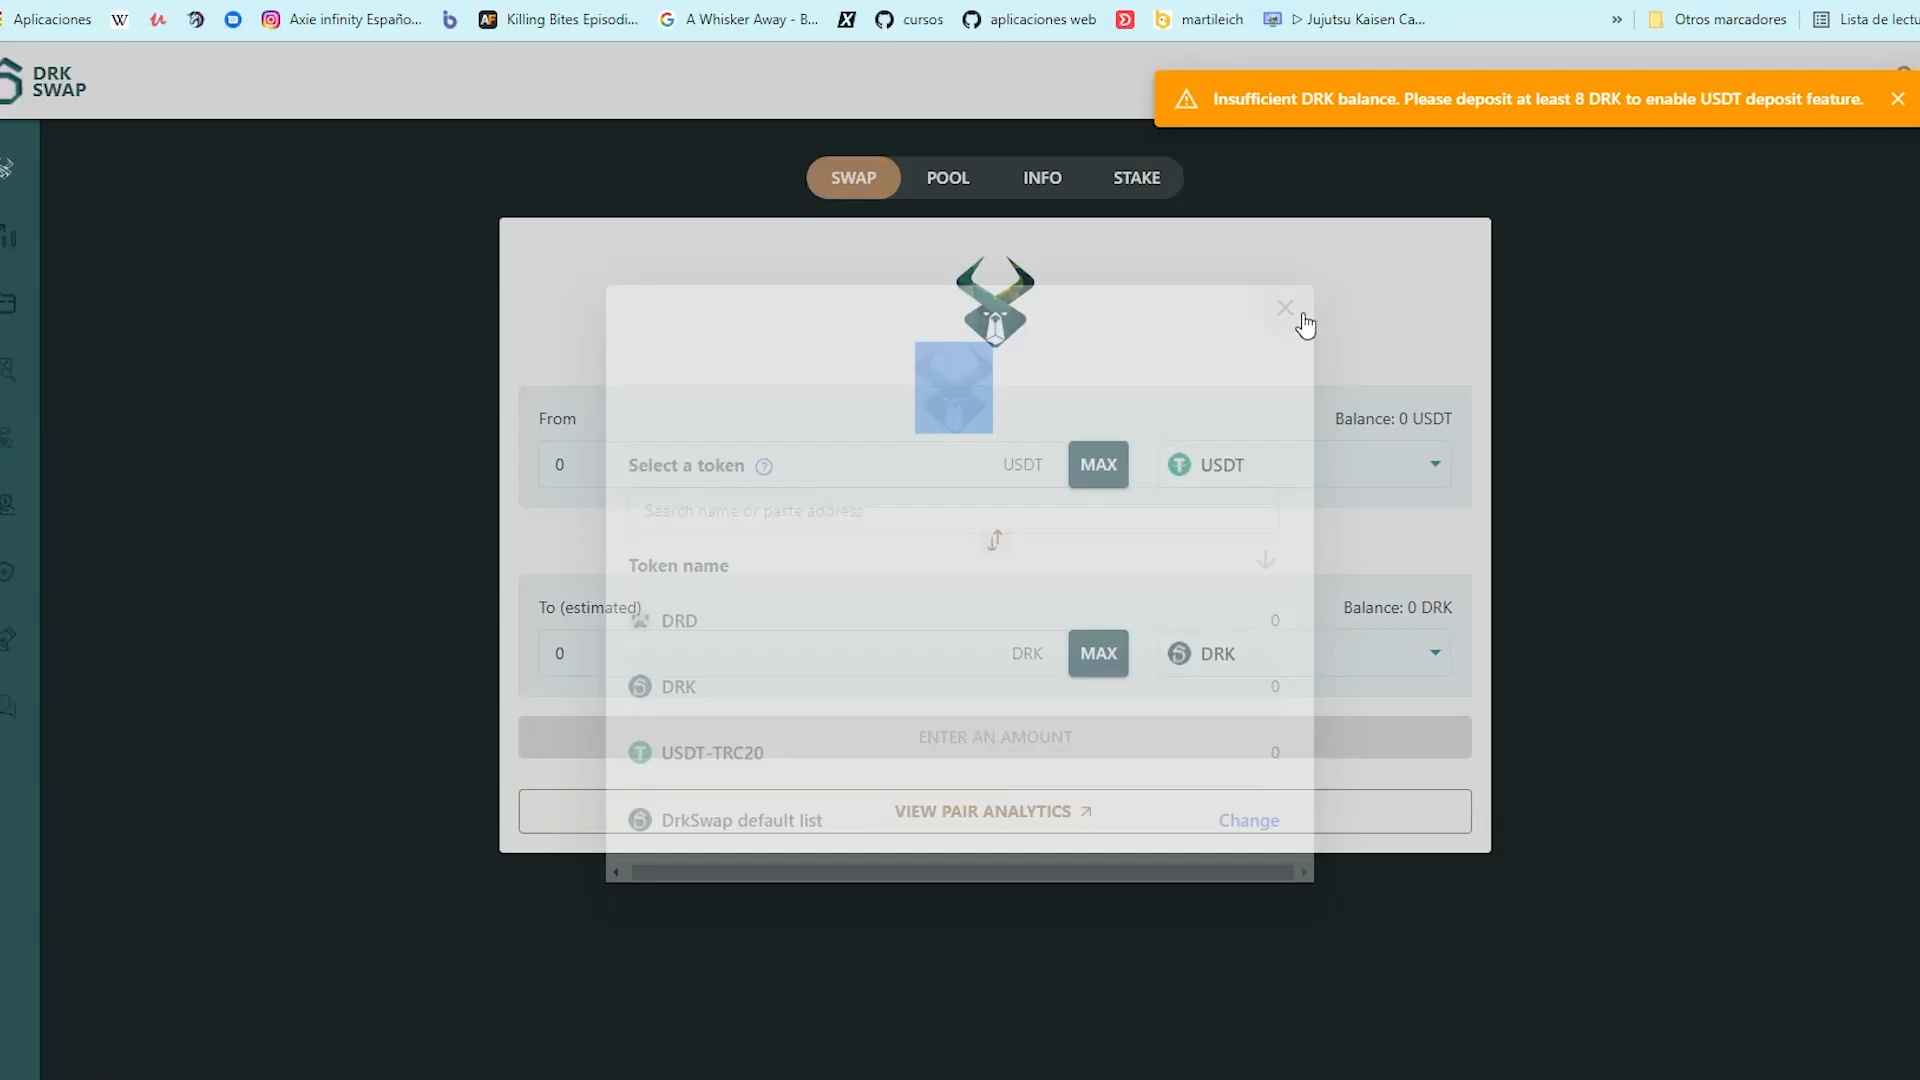 Aplicaciones
Axie infinity Españo...
Killing Bites Episodi...
A Whisker Away - B...
cursos
aplicaciones web
martileich
▷ Jujutsu Kaisen Ca...
»
Otros marcadores
Lista de lectu
DRK
SWAP
Insufficient DRK balance. Please deposit at least 8 DRK to enable USDT deposit feature.
SWAP
POOL
INFO
STAKE
From
Balance: 0 USDT
0
Select a token
USDT
MAX
USDT
Search name or paste address
Token name
To (estimated)
Balance: 0 DRK
DRD
0
0
DRK
MAX
DRK
DRK
0
ENTER AN AMOUNT
USDT-TRC20
0
VIEW PAIR ANALYTICS
DrkSwap default list
Change